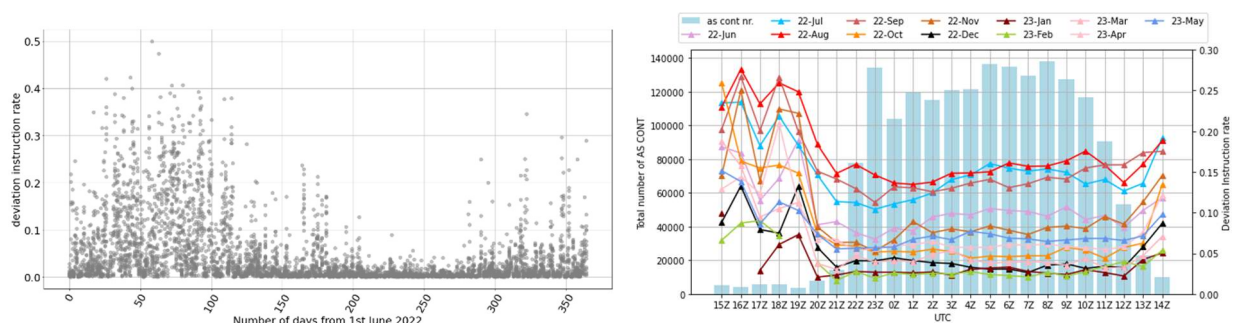 0.5
0.4
0.3
0.2
0.1
0.0
deviation instruction rate
0 50 100 150 200 250 300 350
Number of days from 1st June 2022
as cont nr. 22-Jul 22-Sep 22-Nov 23-Jan 23-Mar 23-May
22-Jun 22-Aug 22-Oct 22-Dec 23-Feb 23-Apr
140000
120000
100000
80000
60000
40000
20000
0
Total number of AS CONT
0.30
0.25
0.20
0.15
0.10
0.05
0.00
Deviation Instruction rate
15Z 16Z 17Z 18Z 19Z 20Z 21Z 22Z 23Z 0Z 1Z 2Z 3Z 4Z 5Z 6Z 7Z 8Z 9Z 10Z 11Z 12Z 13Z 14Z
UTC